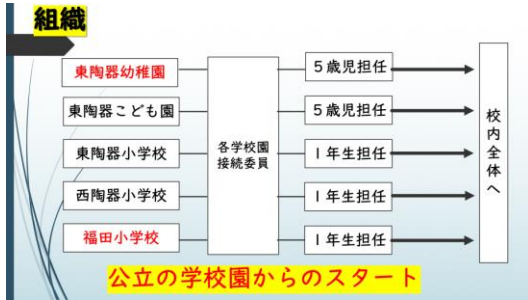 組織
東陶器幼稚園
東陶器こども園
東陶器小学校
西陶器小学校
福田小学校
各学校園
接続委員
5歳児担任
5歳児担任
1年生担任
1年生担任
1年生担任
校内全体へ
公立の学校園からのスタート